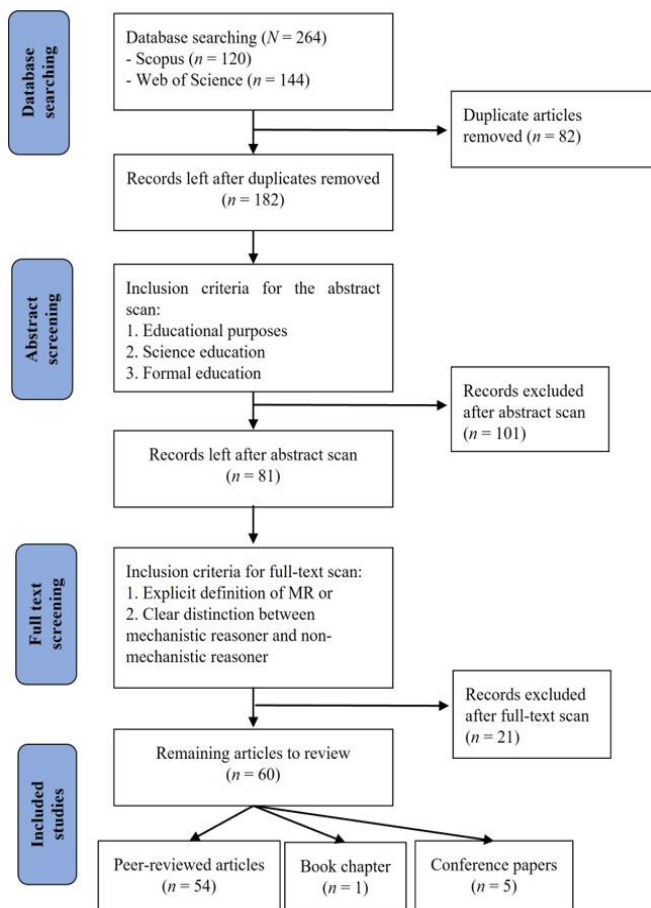 Database
searching
Database searching (N = 264)
- Scopus (n = 120)
- Web of Science (n = 144)
Duplicate articles
removed (n = 82)
Records left after duplicates removed
(n = 182)
Abstract
screening
Inclusion criteria for the abstract
scan:
1. Educational purposes
2. Science education
3. Formal education
Records excluded
after abstract scan
(n = 101)
Records left after abstract scan
(n = 81)
Full text
screening
Inclusion criteria for full-text scan:
1. Explicit definition of MR or
2. Clear distinction between
mechanistic reasoner and non-
mechanistic reasoner
Records excluded
after full-text scan
(n = 21)
Included
studies
Remaining articles to review
(n = 60)
Peer-reviewed articles
(n = 54)
Book chapter
(n = 1)
Conference papers
(n = 5)